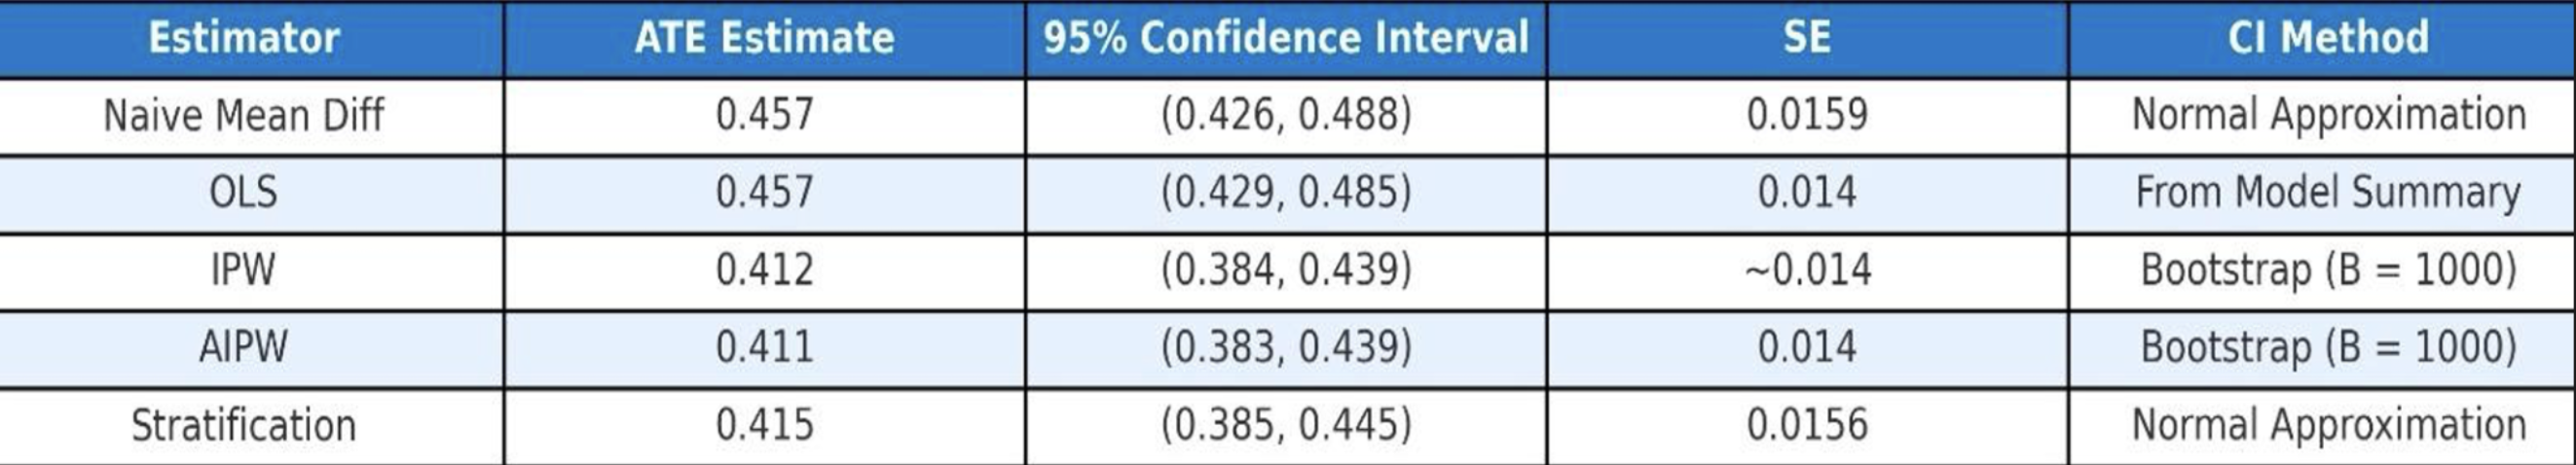 Estimator ATE Estimate 95% Confidence Interval SE CI Method
Naive Mean Diff 0.457 (0.426, 0.488) 0.0159 Normal Approximation
OLS 0.457 (0.429, 0.485) 0.014 From Model Summary
IPW 0.412 (0.384, 0.439) ~0.014 Bootstrap (B = 1000)
AIPW 0.411 (0.383, 0.439) 0.014 Bootstrap (B = 1000)
Stratification 0.415 (0.385, 0.445) 0.0156 Normal Approximation